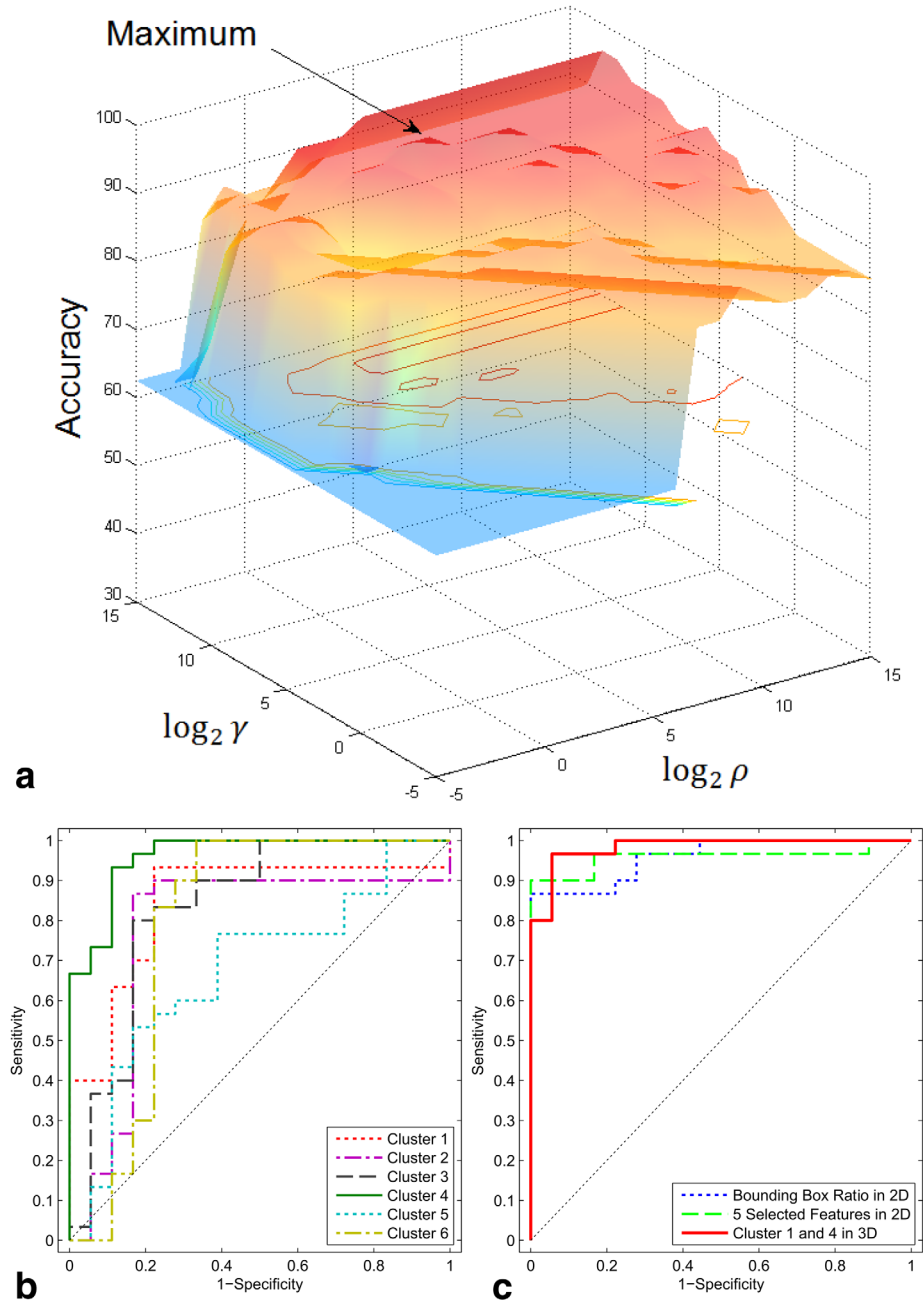 Maximum
100
90
80
70
60
50
40
30
Accuracy
15
10
5
0
-5
log₂ γ
-5
0
5
10
15
log₂ ρ
a
1
0.9
0.8
0.7
0.6
0.5
0.4
0.3
0.2
0.1
0
Sensitivity
0
0.2
0.4
0.6
0.8
1
1−Specificity
Cluster 1
Cluster 2
Cluster 3
Cluster 4
Cluster 5
Cluster 6
b
1
0.9
0.8
0.7
0.6
0.5
0.4
0.3
0.2
0.1
0
Sensitivity
0
0.2
0.4
0.6
0.8
1
1−Specificity
Bounding Box Ratio in 2D
5 Selected Features in 2D
Cluster 1 and 4 in 3D
c